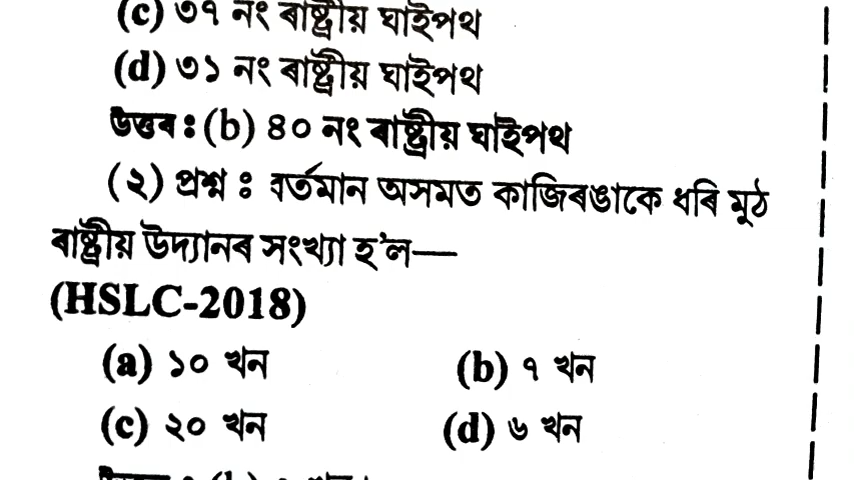 (c) ৩৭ নং ৰাষ্ট্ৰীয় ঘাইপথ
(d) ৩১ নং ৰাষ্ট্ৰীয় ঘাইপথ
উত্তৰ : (b) ৪০ নং ৰাষ্ট্ৰীয় ঘাইপথ
(২) প্ৰশ্ন : বৰ্তমান অসমত কাজিৰঙাকে ধৰি মুঠ
ৰাষ্ট্ৰীয় উদ্যানৰ সংখ্যা হ'ল—
(HSLC-2018)
(a) ১০ খন (b) ৭ খন
(c) ২০ খন (d) ৬ খন